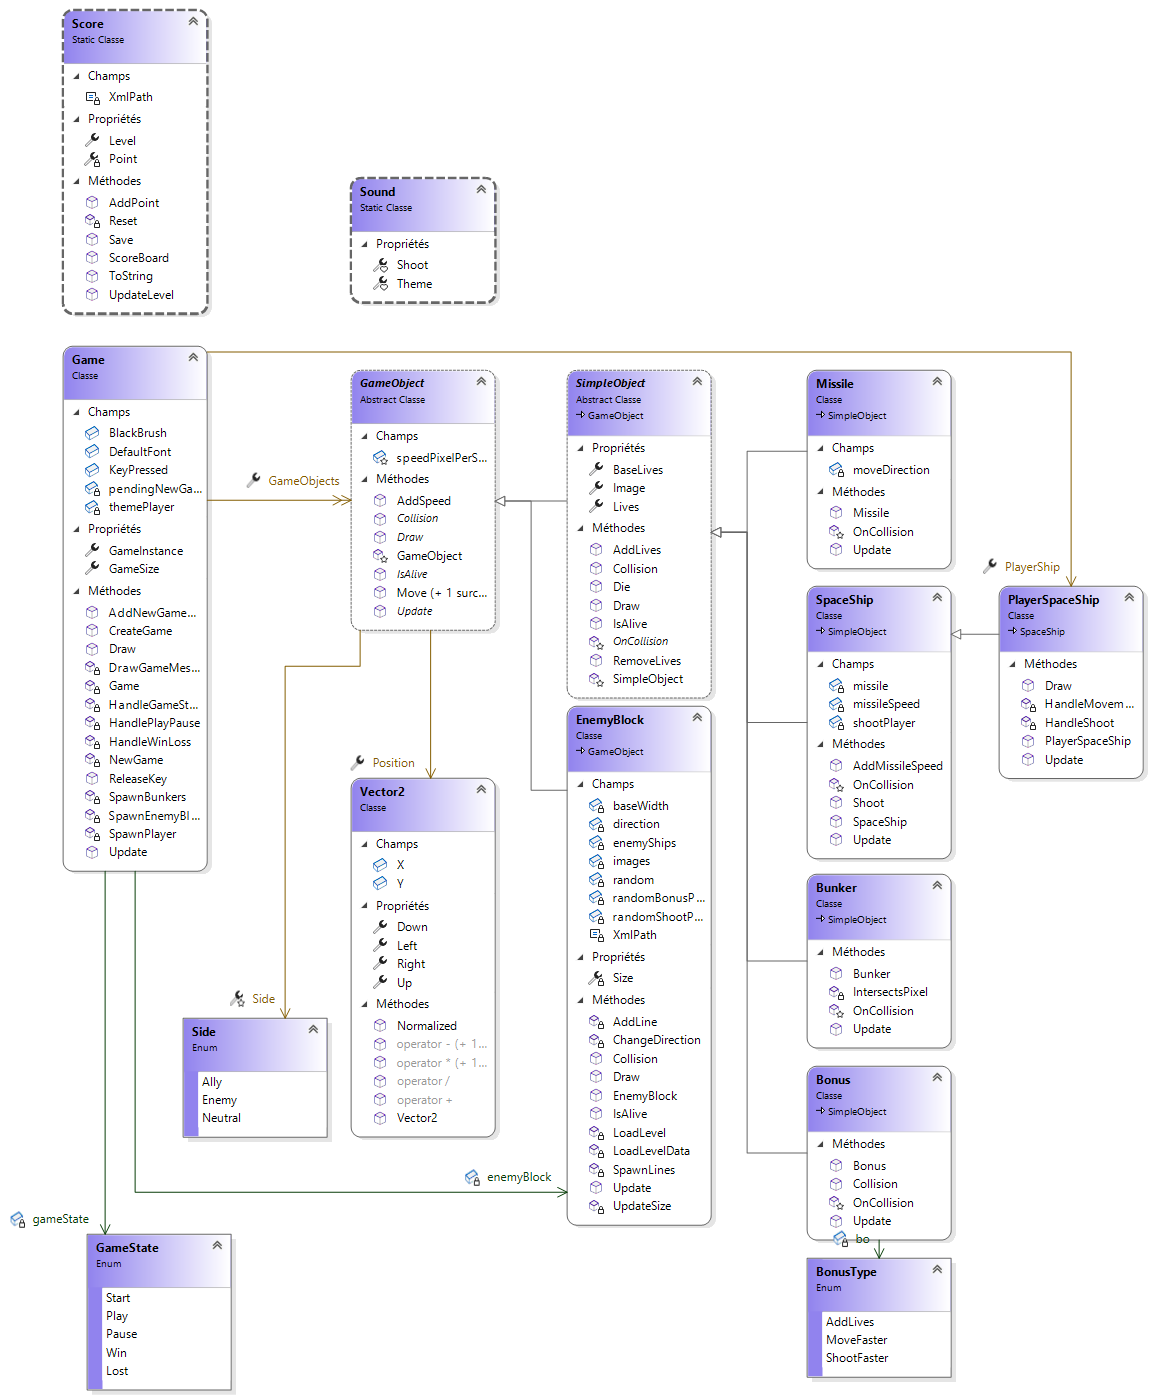 Score
Static Classe
Champs
XmlPath
Propriétés
Level
Point
Méthodes
AddPoint
Reset
Save
ScoreBoard
ToString
UpdateLevel
Sound
Static Classe
Propriétés
Shoot
Theme
Game
Classe
Champs
BlackBrush
DefaultFont
KeyPressed
pendingNewGa...
themePlayer
Propriétés
GameInstance
GameSize
Méthodes
AddNewGame...
CreateGame
Draw
DrawGameMes...
Game
HandleGameSt...
HandlePlayPause
HandleWinLoss
NewGame
ReleaseKey
SpawnBunkers
SpawnEnemyBl...
SpawnPlayer
Update
GameObjects
GameObject
Abstract Classe
Champs
speedPixelPerS...
Méthodes
AddSpeed
Collision
Draw
GameObject
IsAlive
Move (+ 1 surc...
Update
SimpleObject
Abstract Classe
GameObject
Propriétés
BaseLives
Image
Lives
Méthodes
AddLives
Collision
Die
Draw
IsAlive
OnCollision
RemoveLives
SimpleObject
Missile
Classe
SimpleObject
Champs
moveDirection
Méthodes
Missile
OnCollision
Update
PlayerShip
SpaceShip
Classe
SimpleObject
Champs
missile
missileSpeed
shootPlayer
Méthodes
AddMissileSpeed
OnCollision
Shoot
SpaceShip
Update
PlayerSpaceShip
Classe
SpaceShip
Méthodes
Draw
HandleMovem...
HandleShoot
PlayerSpaceShip
Update
Position
Vector2
Classe
Champs
X
Y
Propriétés
Down
Left
Right
Up
Méthodes
Normalized
operator - (+ 1...
operator * (+ 1...
operator /
operator +
Vector2
EnemyBlock
Classe
GameObject
Champs
baseWidth
direction
enemyShips
images
random
randomBonusP...
randomShootP...
XmlPath
Propriétés
Size
Méthodes
AddLine
ChangeDirection
Collision
Draw
EnemyBlock
IsAlive
LoadLevel
LoadLevelData
SpawnLines
Update
UpdateSize
Bunker
Classe
SimpleObject
Méthodes
Bunker
IntersectsPixel
OnCollision
Update
Side
Side
Enum
Ally
Enemy
Neutral
Bonus
Classe
SimpleObject
Méthodes
Bonus
Collision
OnCollision
Update
bo
enemyBlock
gameState
GameState
Enum
Start
Play
Pause
Win
Lost
BonusType
Enum
AddLives
MoveFaster
ShootFaster